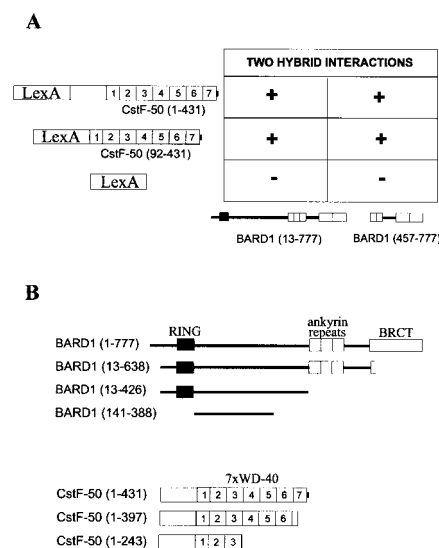 A
TWO HYBRID INTERACTIONS
LexA 1 2 3 4 5 6 7 + +
CstF-50 (1-431)
LexA 1 2 3 4 5 6 7 + +
CstF-50 (92-431)
LexA - -
BARD1 (13-777) BARD1 (457-777)
B
RING ankyrin repeats BRCT
BARD1 (1-777)
BARD1 (13-638)
BARD1 (13-426)
BARD1 (141-388)
7xWD-40
CstF-50 (1-431) 1 2 3 4 5 6 7
CstF-50 (1-397) 1 2 3 4 5 6
CstF-50 (1-243) 1 2 3